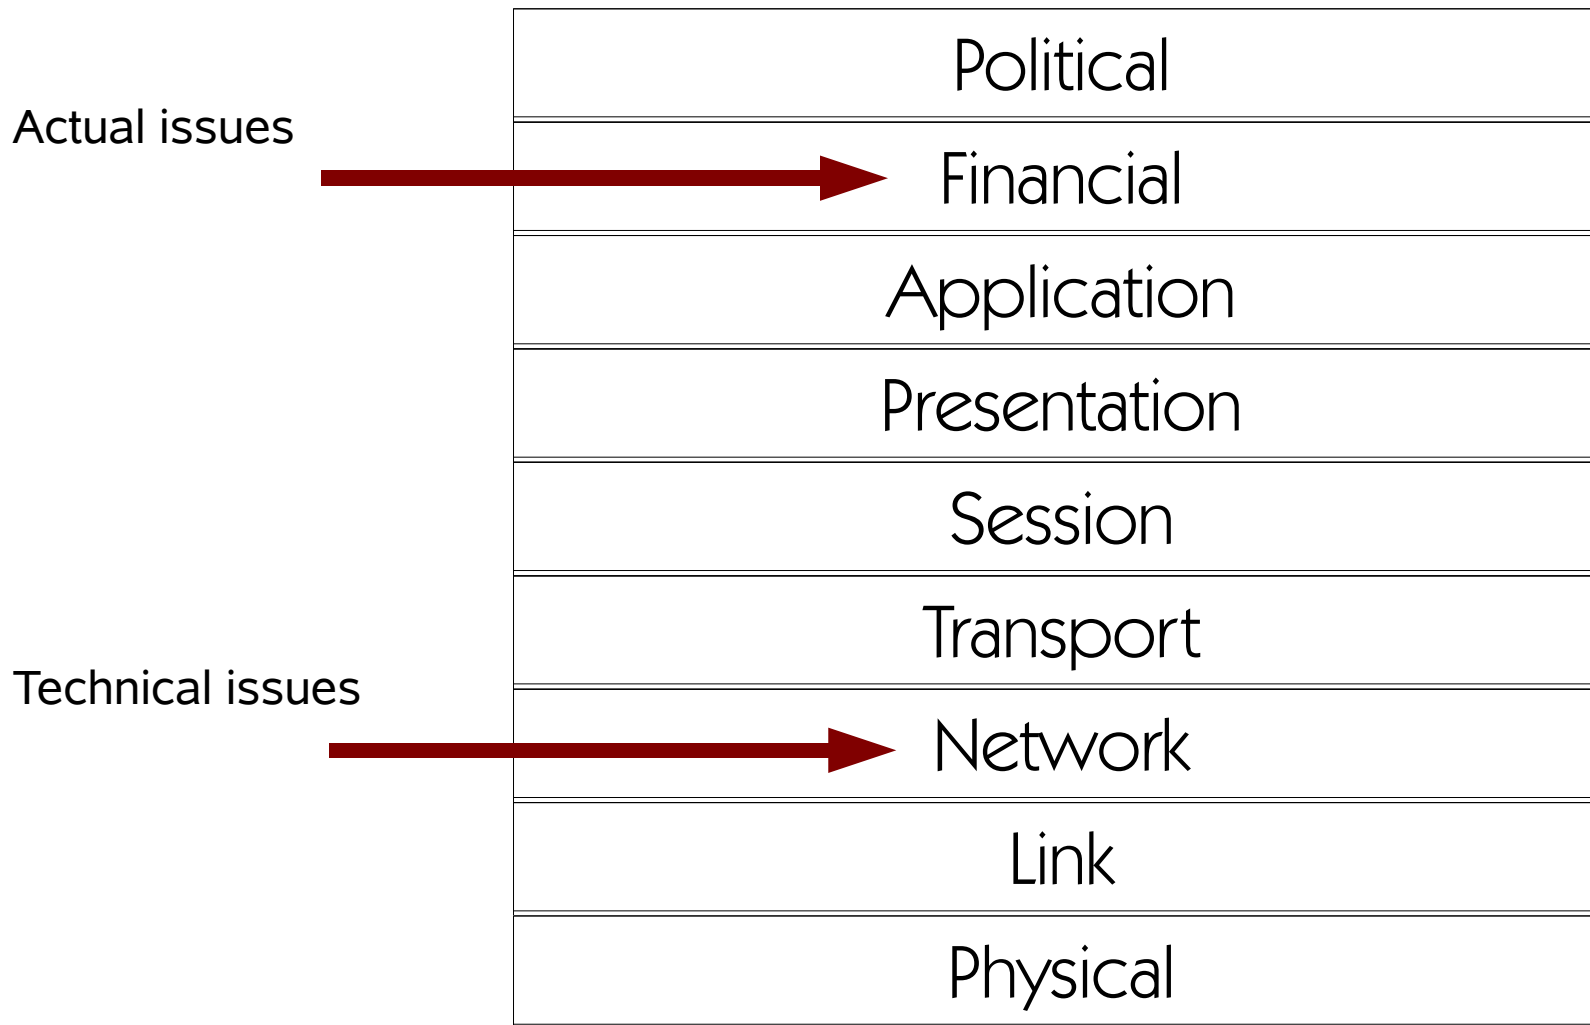 Political
Actual issues
Financial
Application
Presentation
Session
Transport
Technical issues
Network
Link
Physical